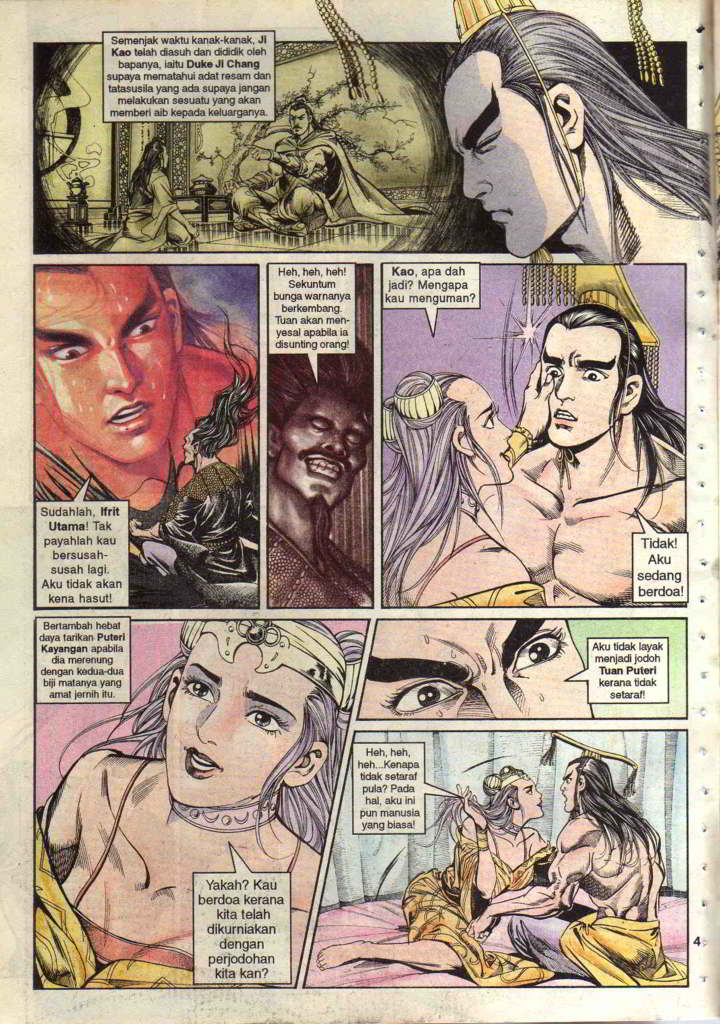 Semenjak waktu kanak-kanak, Ji
Kao telah diasuh dan dididik oleh
bapanya, iaitu Duke Ji Chang
supaya mematahui adat resam dan
tatasusila yang ada supaya jangan
melakukan sesuatu yang akan
memberi aib kepada keluarganya.
Sudahlah, Ifrit
Utama! Tak
payahlah kau
bersusah-
susah lagi.
Aku tidak akan
kena hasut!
Heh, heh, heh!
Sekuntum
bunga warnanya
berkembang.
Tuan akan men-
yesal apabila ia
disunting orang!
Kao, apa dah
jadi? Mengapa
kau menguman?
Tidak!
Aku
sedang
berdoa!
Bertambah hebat
daya tarikan Puteri
Kayangan apabila
dia merenung
dengan kedua-dua
biji matanya yang
amat jernih itu.
Yakah? Kau
berdoa kerana
kita telah
dikurniakan
dengan
perjodohan
kita kan?
Aku tidak layak
menjadi jodoh
Tuan Puteri
kerana tidak
setaraf!
Heh, heh,
heh...Kenapa
tidak setaraf
pula? Pada
hal, aku ini
pun manusia
yang biasa!
4